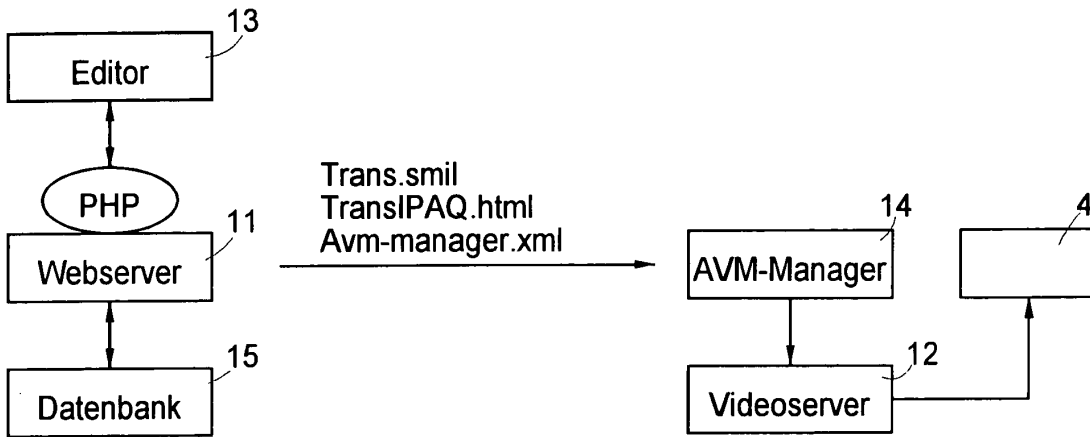 13
Editor
PHP
11
Webserver
15
Datenbank
Trans.smil
TransIPAQ.html
Avm-manager.xml
14
AVM-Manager
4
12
Videoserver